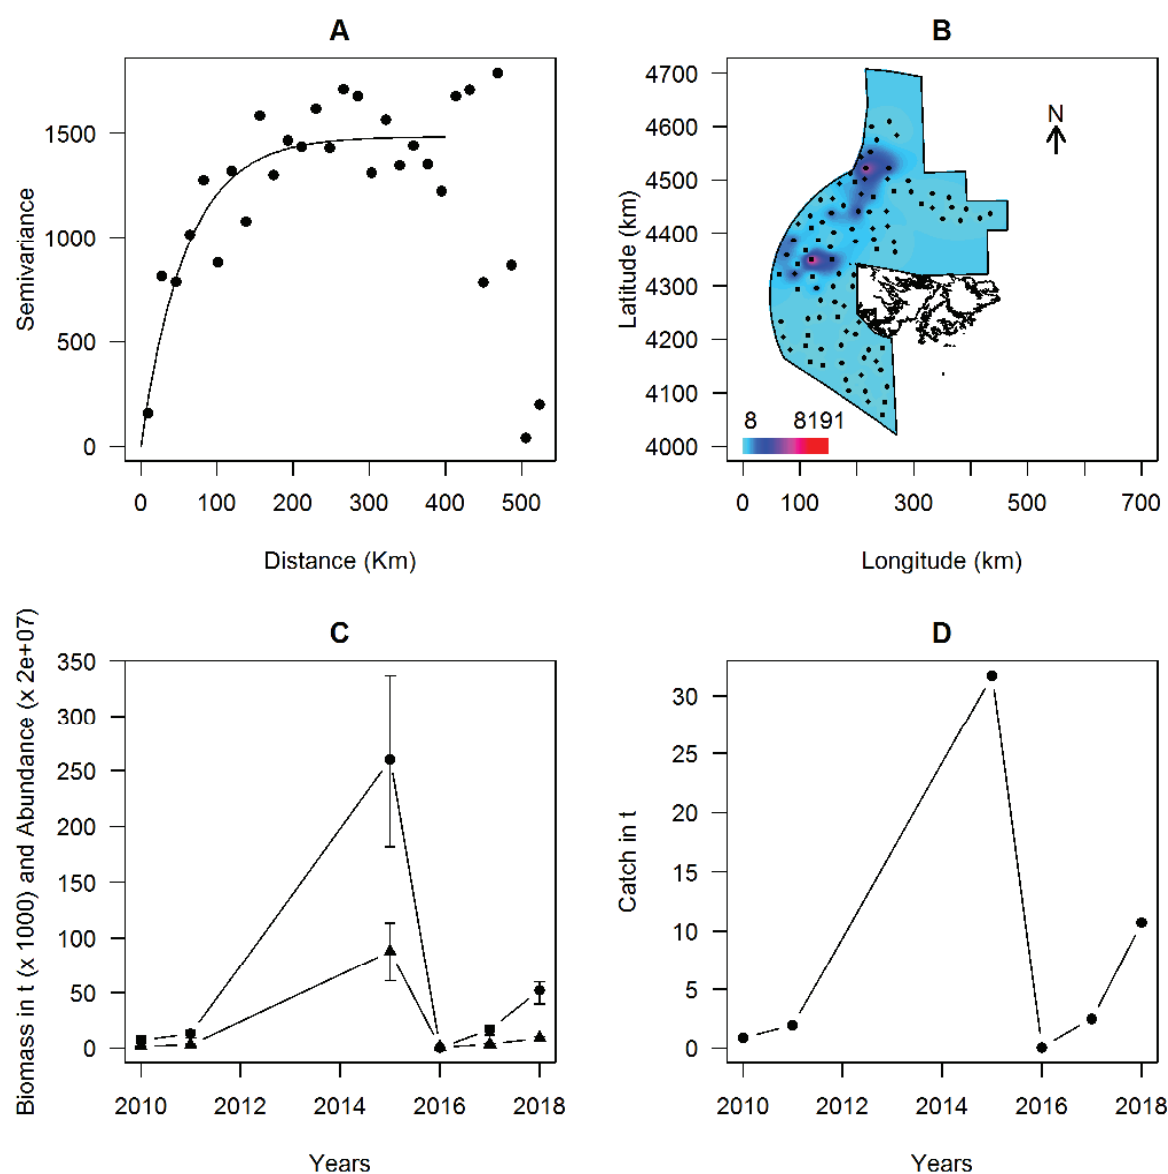 A
Semivariance
1500
1000
500
0
0 100 200 300 400 500
Distance (Km)
B
Latitude (km)
4700
4600
4500
4400
4300
4200
4100
4000
N
8 8191
0 100 300 500 700
Longitude (km)
C
Biomass in t (x 1000) and Abundance (x 2e+07)
350
300
250
200
150
100
50
0
2010 2012 2014 2016 2018
Years
D
Catch in t
30
25
20
15
10
5
0
2010 2012 2014 2016 2018
Years